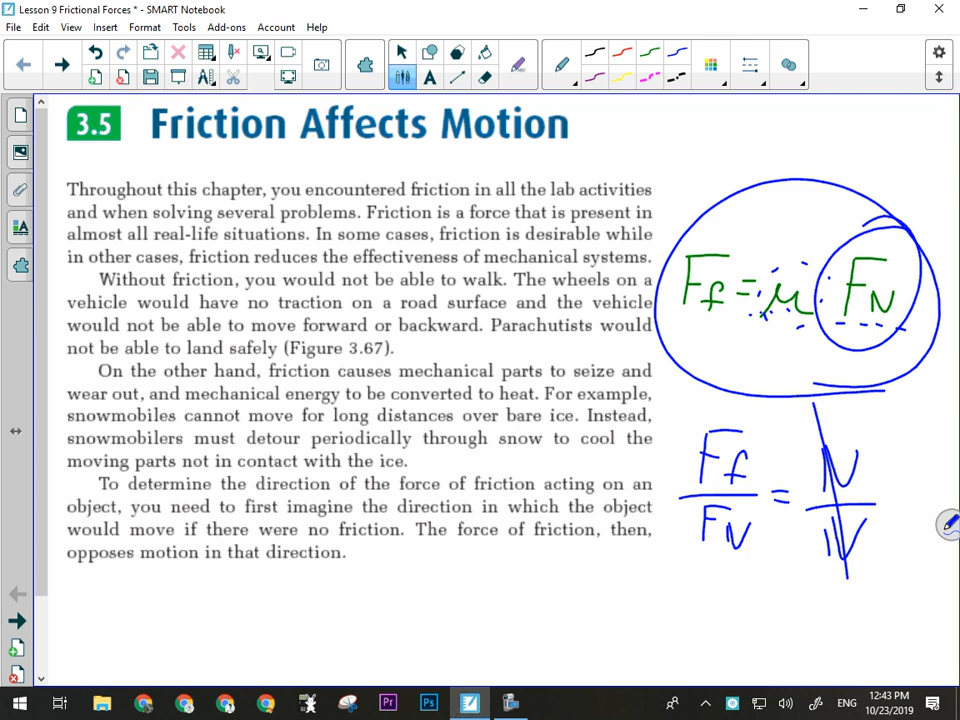 Lesson 9 Frictional Forces * - SMART Notebook
File Edit View Insert Format Tools Add-ons Account Help
3.5 Friction Affects Motion
Throughout this chapter, you encountered friction in all the lab activities
and when solving several problems. Friction is a force that is present in
almost all real-life situations. In some cases, friction is desirable while
in other cases, friction reduces the effectiveness of mechanical systems.
Without friction, you would not be able to walk. The wheels on a
vehicle would have no traction on a road surface and the vehicle
would not be able to move forward or backward. Parachutists would
not be able to land safely (Figure 3.67).
On the other hand, friction causes mechanical parts to seize and
wear out, and mechanical energy to be converted to heat. For example,
snowmobiles cannot move for long distances over bare ice. Instead,
snowmobilers must detour periodically through snow to cool the
moving parts not in contact with the ice.
To determine the direction of the force of friction acting on an
object, you need to first imagine the direction in which the object
would move if there were no friction. The force of friction, then,
opposes motion in that direction.
Ff = μ FN
Ff = N
FN N
Pr Ps ENG
12:43 PM
10/23/2019